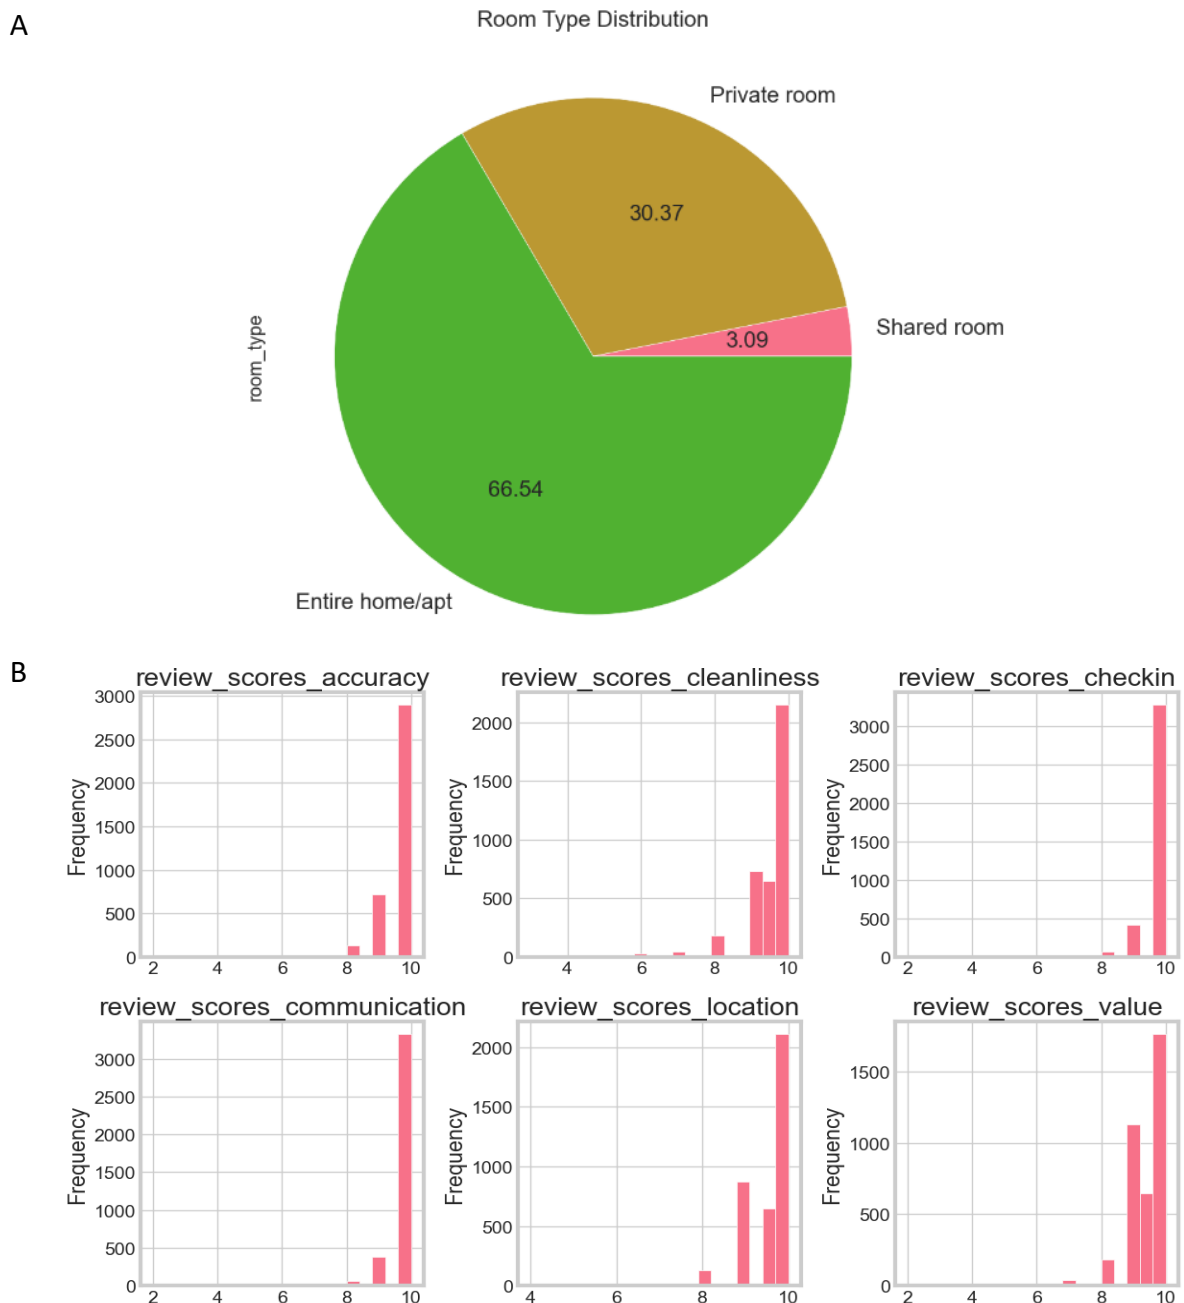 A
Room Type Distribution
Private room
30.37
Shared room
3.09
room_type
66.54
Entire home/apt
B
review_scores_accuracy
3000
2500
2000
1500
1000
500
0
Frequency
2 4 6 8 10
review_scores_cleanliness
2000
1500
1000
500
0
Frequency
4 6 8 10
review_scores_checkin
3000
2500
2000
1500
1000
500
0
Frequency
2 4 6 8 10
review_scores_communication
3000
2500
2000
1500
1000
500
0
Frequency
2 4 6 8 10
review_scores_location
2000
1500
1000
500
0
Frequency
4 6 8 10
review_scores_value
1500
1000
500
0
Frequency
2 4 6 8 10